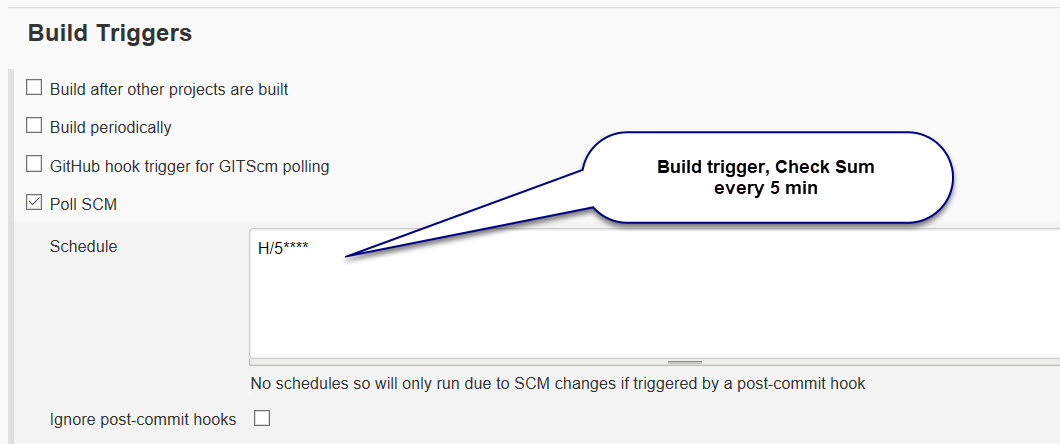 Build Triggers
Build after other projects are built
Build periodically
GitHub hook trigger for GITScm polling
Poll SCM
Build trigger, Check Sum
every 5 min
Schedule
H/5****
No schedules so will only run due to SCM changes if triggered by a post-commit hook
Ignore post-commit hooks